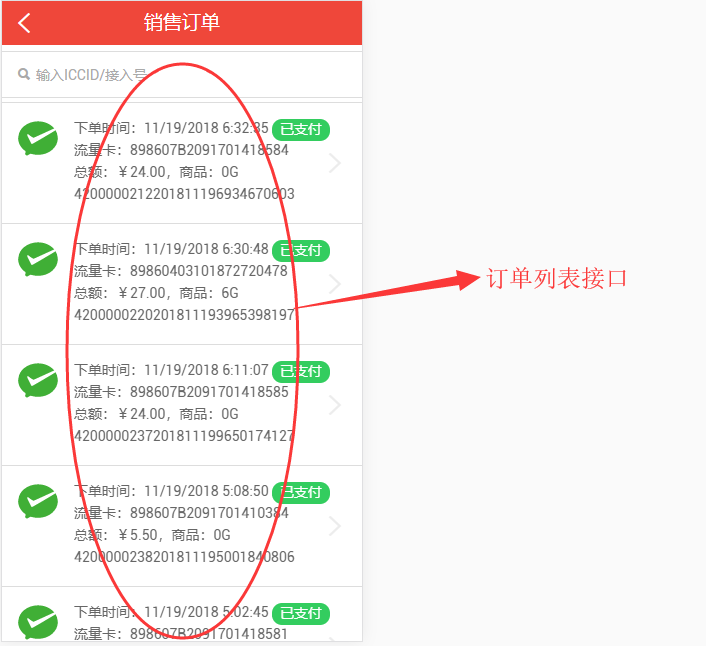 销售订单
输入ICCID/接入号
下单时间：11/19/2018 6:32:35 已支付
流量卡：898607B2091701418584
总额：￥24.00，商品：0G
4200000212201811196934670603
下单时间：11/19/2018 6:30:48 已支付
流量卡：89860403101872720478
总额：￥27.00，商品：6G
4200000220201811193965398197
订单列表接口
下单时间：11/19/2018 6:11:07 已支付
流量卡：898607B2091701418585
总额：￥24.00，商品：0G
4200000237201811199650174127
下单时间：11/19/2018 5:08:50 已支付
流量卡：898607B2091701410384
总额：￥5.50，商品：0G
4200000238201811195001840806
下单时间：11/19/2018 5:02:45 已支付
流量卡：898607B2091701418581